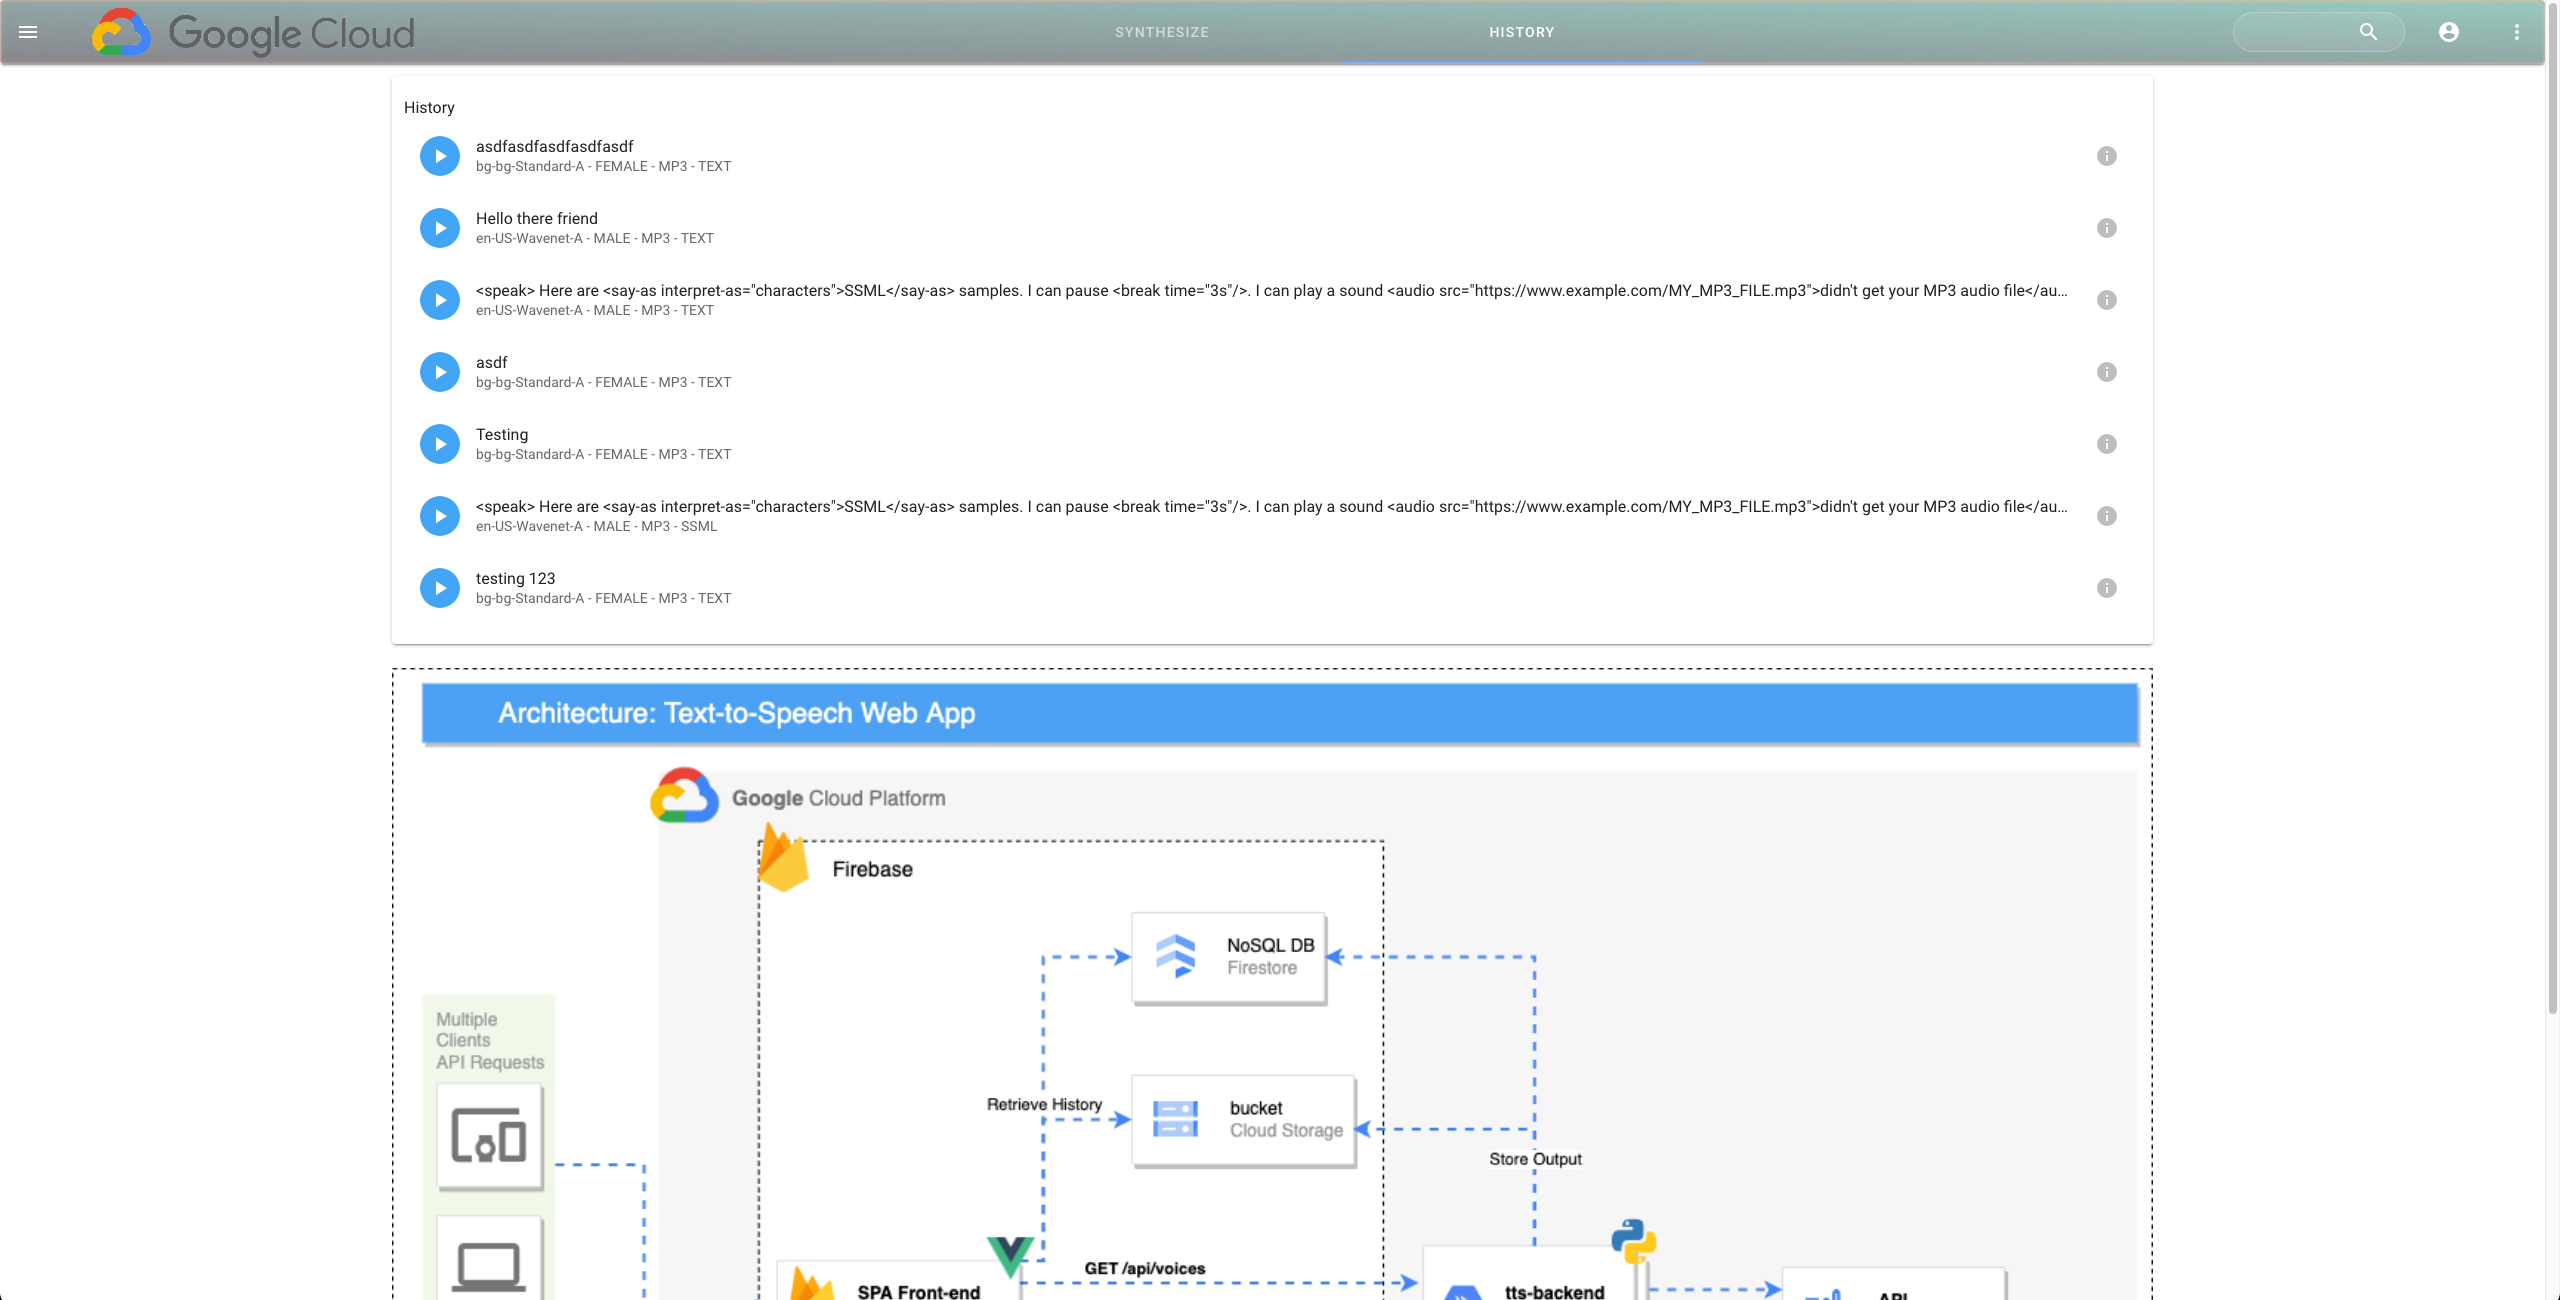 Google Cloud
SYNTHESIZE
HISTORY
History
asdfasdfasdfasdfasdf
bg-bg-Standard-A - FEMALE - MP3 - TEXT
Hello there friend
en-US-Wavenet-A - MALE - MP3 - TEXT
<speak> Here are <say-as interpret-as="characters">SSML</say-as> samples. I can pause <break time="3s"/>. I can play a sound <audio src="https://www.example.com/MY_MP3_FILE.mp3">didn't get your MP3 audio file</au...
en-US-Wavenet-A - MALE - MP3 - TEXT
asdf
bg-bg-Standard-A - FEMALE - MP3 - TEXT
Testing
bg-bg-Standard-A - FEMALE - MP3 - TEXT
<speak> Here are <say-as interpret-as="characters">SSML</say-as> samples. I can pause <break time="3s"/>. I can play a sound <audio src="https://www.example.com/MY_MP3_FILE.mp3">didn't get your MP3 audio file</au...
en-US-Wavenet-A - MALE - MP3 - SSML
testing 123
bg-bg-Standard-A - FEMALE - MP3 - TEXT
Architecture: Text-to-Speech Web App
Google Cloud Platform
Firebase
NoSQL DB
Firestore
Multiple
Clients
API Requests
Retrieve History
bucket
Cloud Storage
Store Output
GET /api/voices
SPA Front-end
tts-backend
API